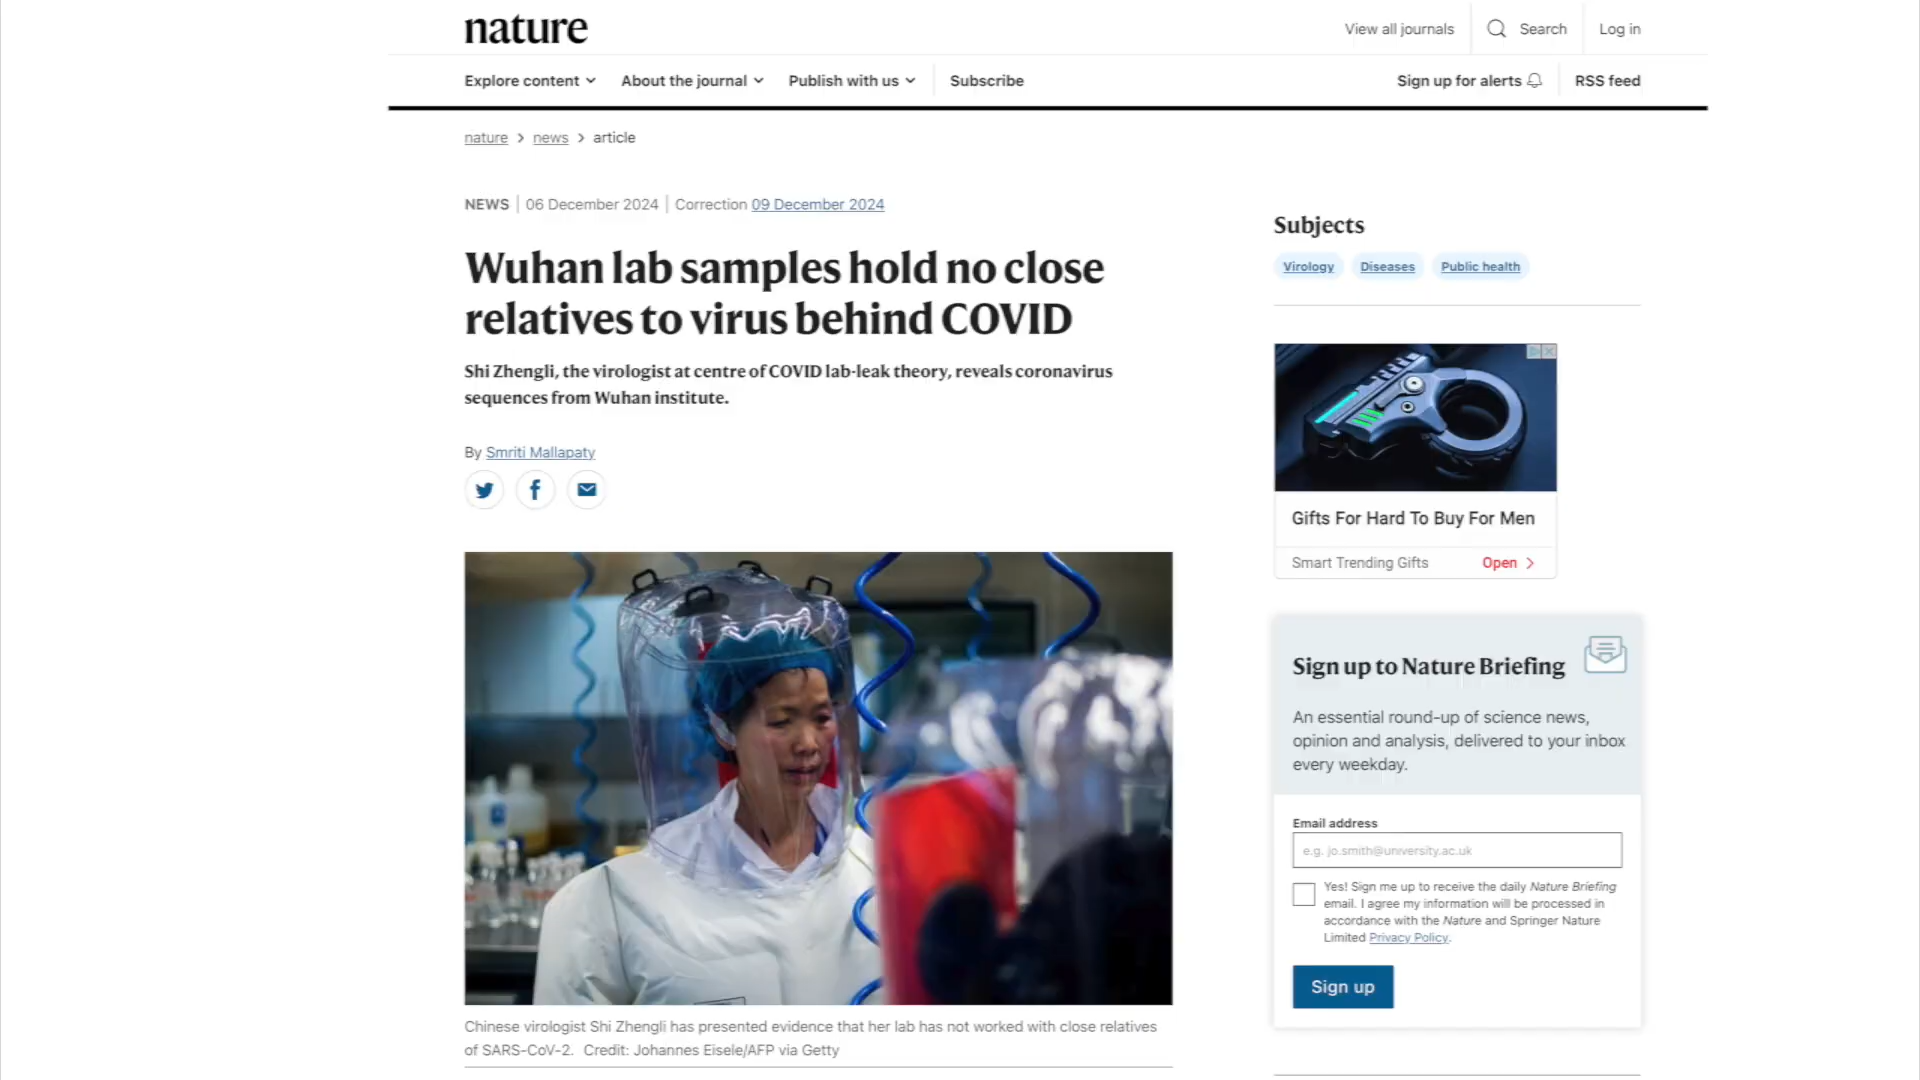 nature
View all journals
Search
Log in
Explore content
About the journal
Publish with us
Subscribe
Sign up for alerts
RSS feed
nature > news > article
NEWS | 06 December 2024 | Correction 09 December 2024
Wuhan lab samples hold no close
relatives to virus behind COVID
Shi Zhengli, the virologist at centre of COVID lab-leak theory, reveals coronavirus
sequences from Wuhan institute.
By Smriti Mallapaty
Chinese virologist Shi Zhengli has presented evidence that her lab has not worked with close relatives
of SARS-CoV-2. Credit: Johannes Eisele/AFP via Getty
Subjects
Virology
Diseases
Public health
Gifts For Hard To Buy For Men
Smart Trending Gifts
Open
Sign up to Nature Briefing
An essential round-up of science news,
opinion and analysis, delivered to your inbox
every weekday.
Email address
e.g. jo.smith@university.ac.uk
Yes! Sign me up to receive the daily Nature Briefing
email. I agree my information will be processed in
accordance with the Nature and Springer Nature
Limited Privacy Policy.
Sign up